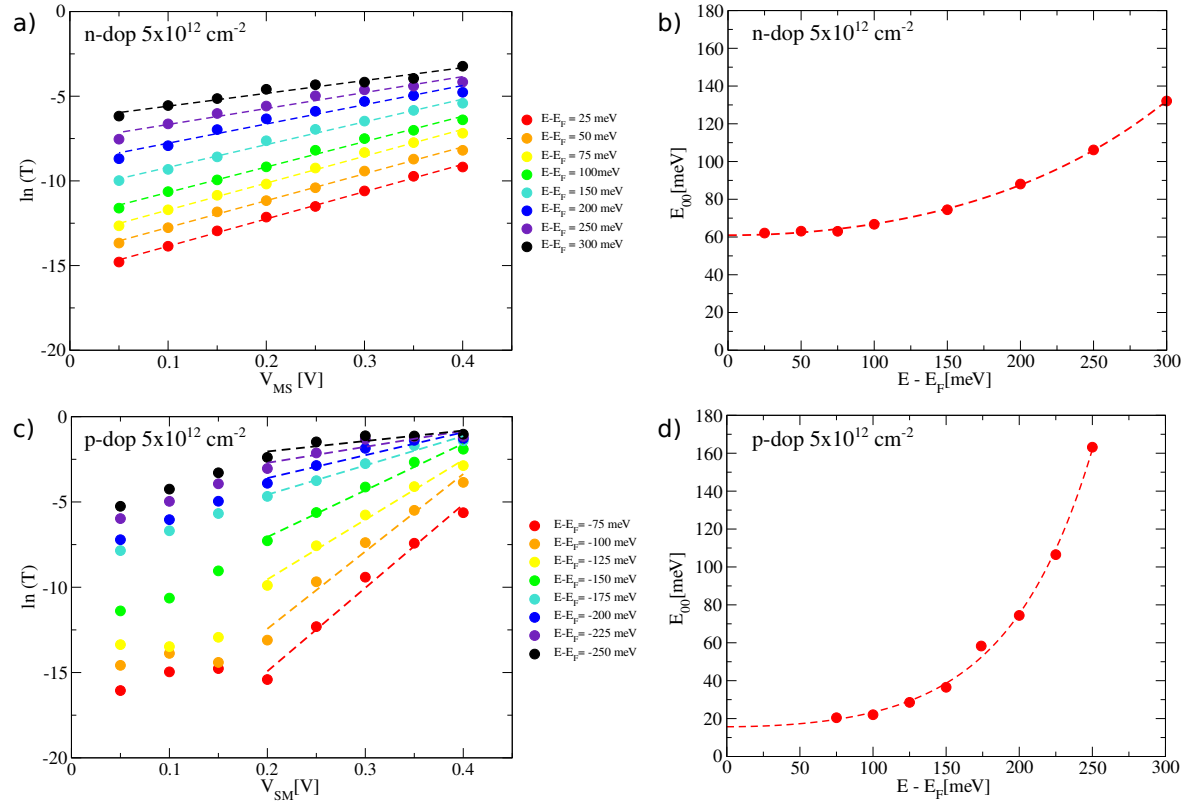 a)
n-dop 5x10¹² cm⁻²
0
-5
-10
-15
-20
ln (T)
0
0.1
0.2
0.3
0.4
V_MS [V]
E-E_F = 25 meV
E-E_F = 50 meV
E-E_F = 75 meV
E-E_F = 100meV
E-E_F = 150 meV
E-E_F = 200 meV
E-E_F = 250 meV
E-E_F = 300 meV
b)
n-dop 5x10¹² cm⁻²
180
160
140
120
100
80
60
40
20
0
E₀₀ [meV]
0
50
75
100
150
200
250
300
E - E_F[meV]
c)
p-dop 5x10¹² cm⁻²
0
-5
-10
-15
-20
ln (T)
0
0.1
0.2
0.3
0.4
V_SM [V]
E-E_F= -75 meV
E-E_F= -100 meV
E-E_F= -125 meV
E-E_F= -150 meV
E-E_F= -175 meV
E-E_F= -200 meV
E-E_F= -225 meV
E-E_F= -250 meV
d)
p-dop 5x10¹² cm⁻²
180
160
140
120
100
80
60
40
20
0
E₀₀ [meV]
0
50
75
100
150
200
250
300
E - E_F[meV]